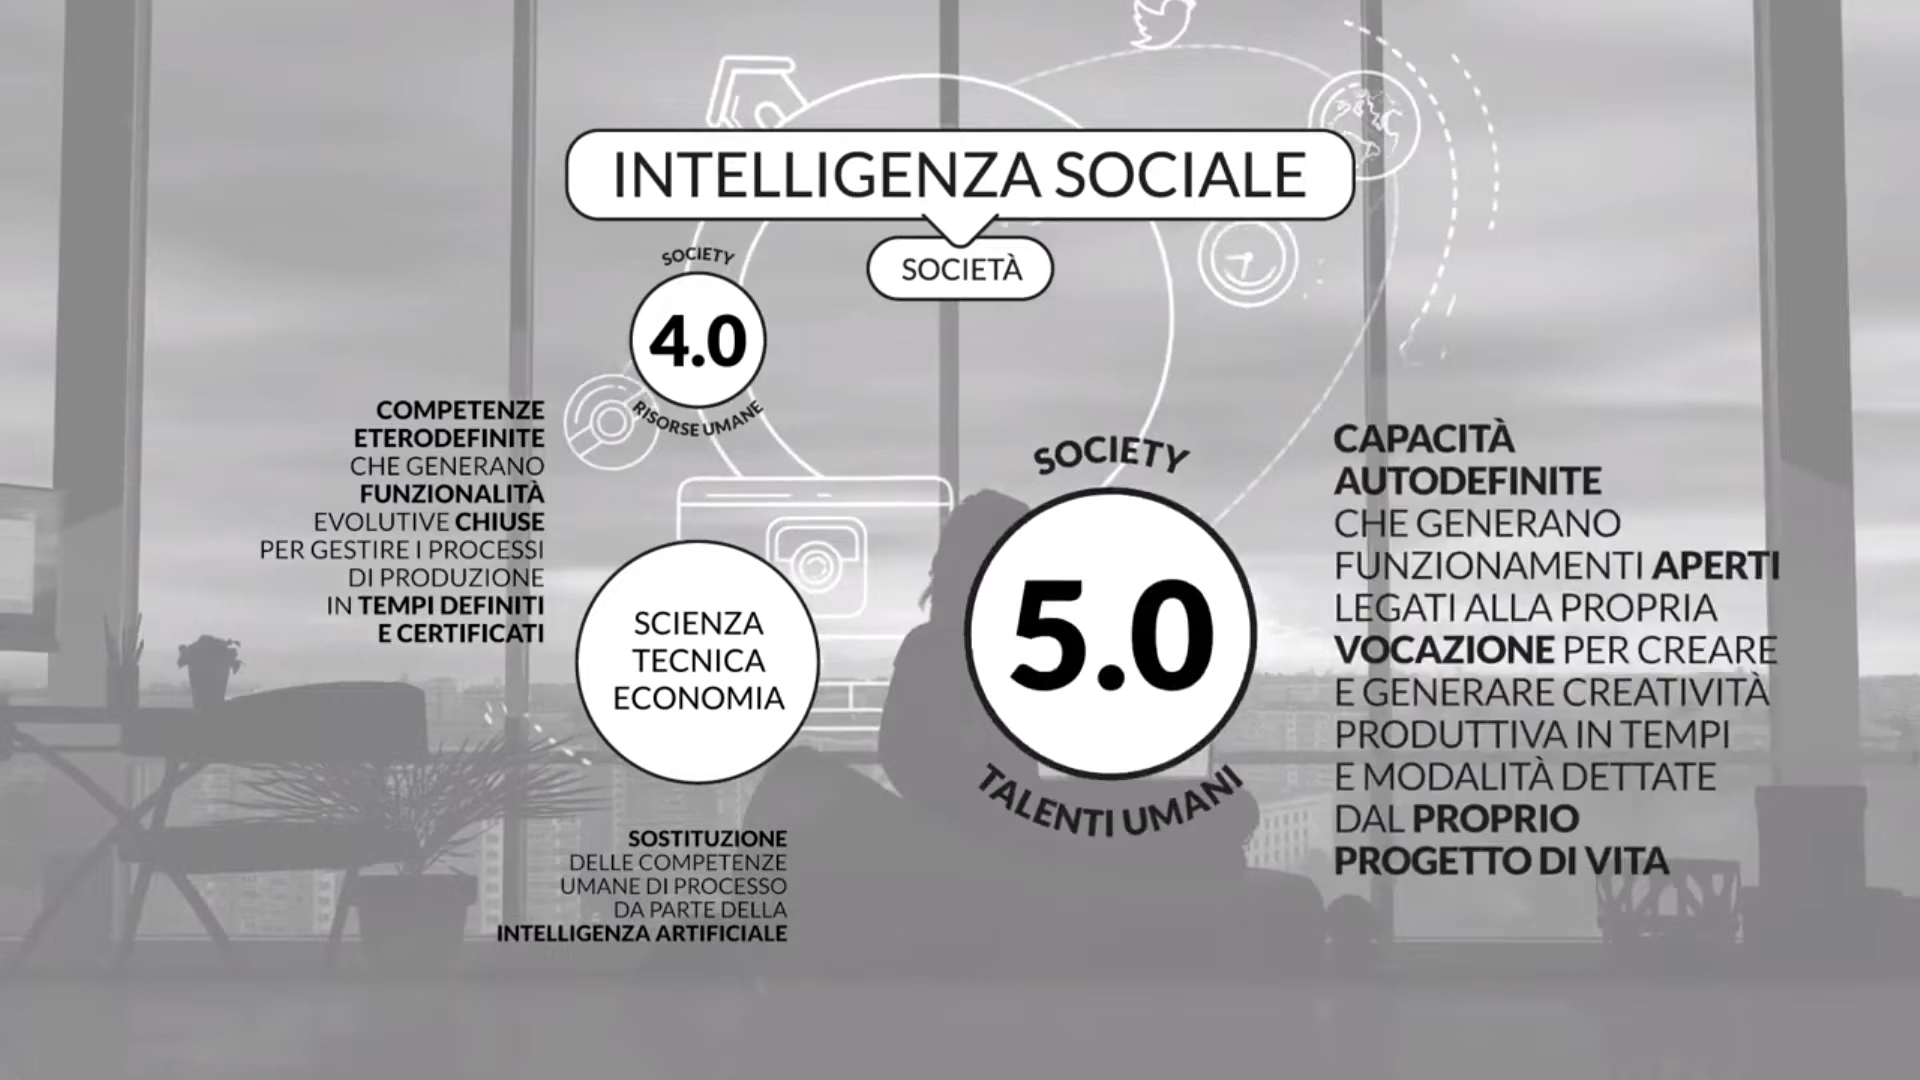 INTELLIGENZA SOCIALE
SOCIETÀ
SOCIETY
4.0
RISORSE UMANE
COMPETENZE
ETERODEFINITE
CHE GENERANO
FUNZIONALITÀ
EVOLUTIVE CHIUSE
PER GESTIRE I PROCESSI
DI PRODUZIONE
IN TEMPI DEFINITI
E CERTIFICATI
SCIENZA
TECNICA
ECONOMIA
SOSTITUZIONE
DELLE COMPETENZE
UMANE DI PROCESSO
DA PARTE DELLA
INTELLIGENZA ARTIFICIALE
SOCIETY
5.0
TALENTI UMANI
CAPACITÀ
AUTODEFINITE
CHE GENERANO
FUNZIONAMENTI APERTI
LEGATI ALLA PROPRIA
VOCAZIONE PER CREARE
E GENERARE CREATIVITÀ
PRODUTTIVA IN TEMPI
E MODALITÀ DETTATE
DAL PROPRIO
PROGETTO DI VITA